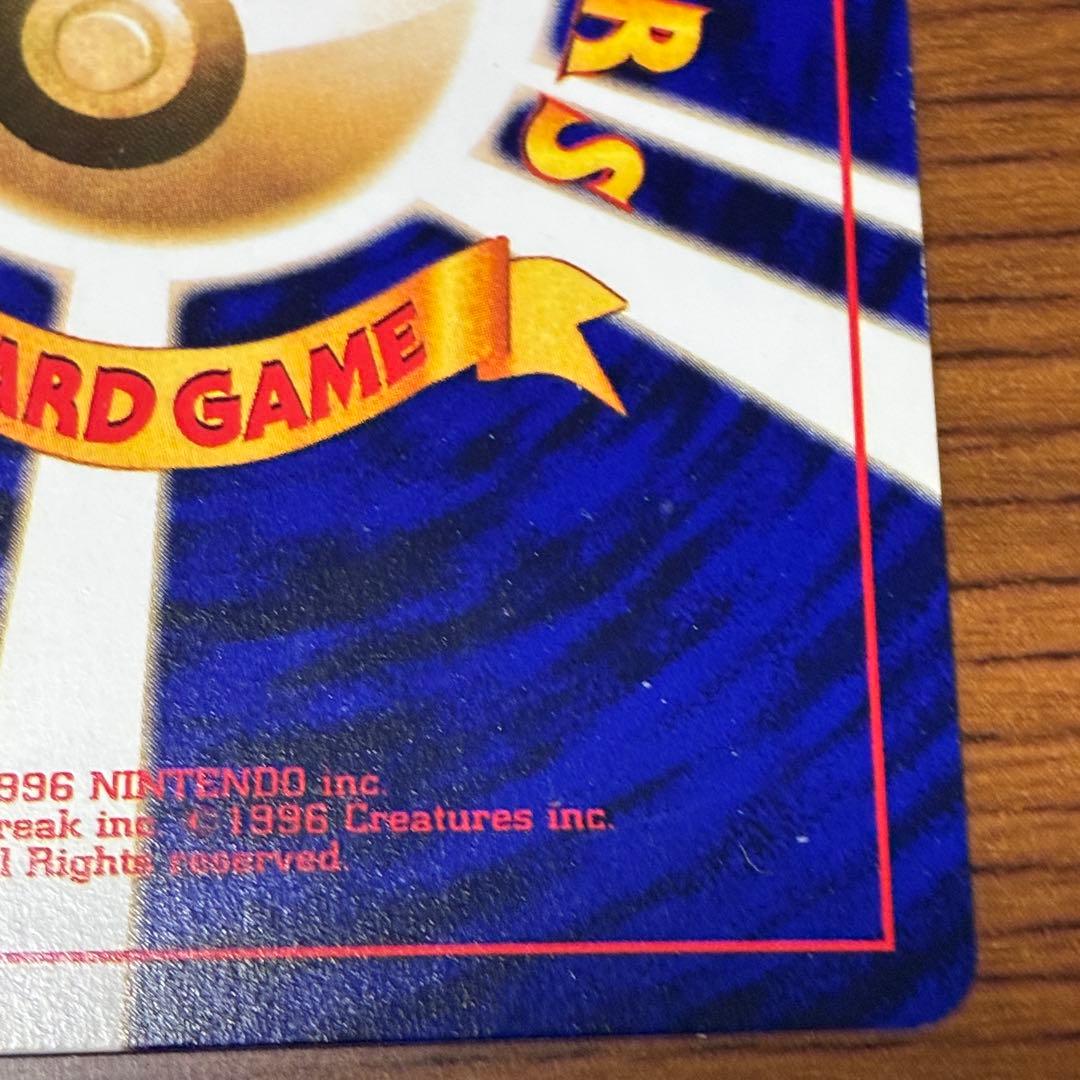 RS
ARD GAME
996 NINTENDO inc.
reak inc. ©1996 Creatures inc.
l Rights reserved.